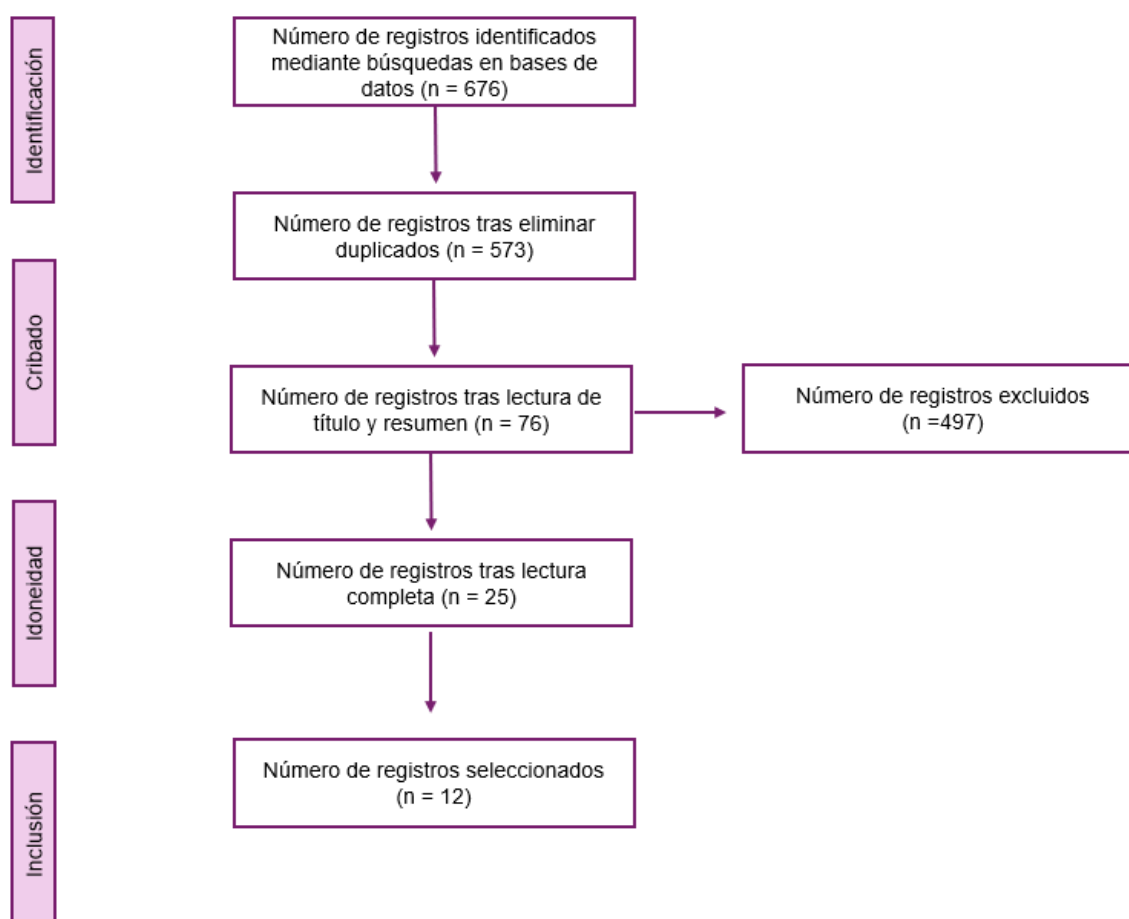 Identificación
Número de registros identificados
mediante búsquedas en bases de
datos (n = 676)
Número de registros tras eliminar
duplicados (n = 573)
Cribado
Número de registros tras lectura de
título y resumen (n = 76)
Número de registros excluidos
(n =497)
Idoneidad
Número de registros tras lectura
completa (n = 25)
Inclusión
Número de registros seleccionados
(n = 12)